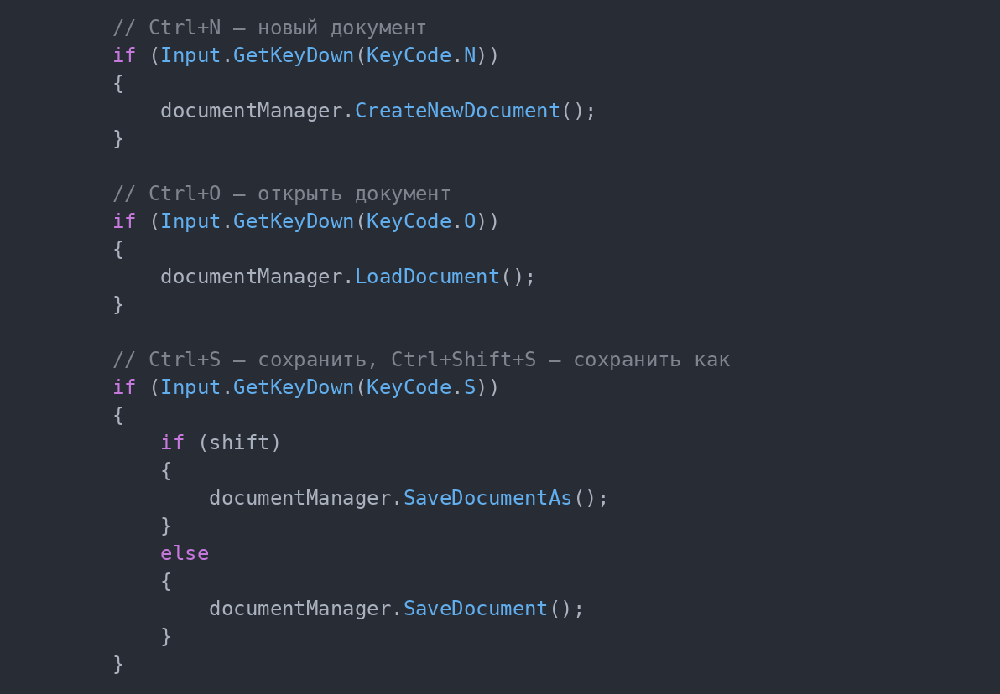 // Ctrl+N — новый документ
if (Input.GetKeyDown(KeyCode.N))
{
    documentManager.CreateNewDocument();
}

// Ctrl+O — открыть документ
if (Input.GetKeyDown(KeyCode.O))
{
    documentManager.LoadDocument();
}

// Ctrl+S — сохранить, Ctrl+Shift+S — сохранить как
if (Input.GetKeyDown(KeyCode.S))
{
    if (shift)
    {
        documentManager.SaveDocumentAs();
    }
    else
    {
        documentManager.SaveDocument();
    }
}